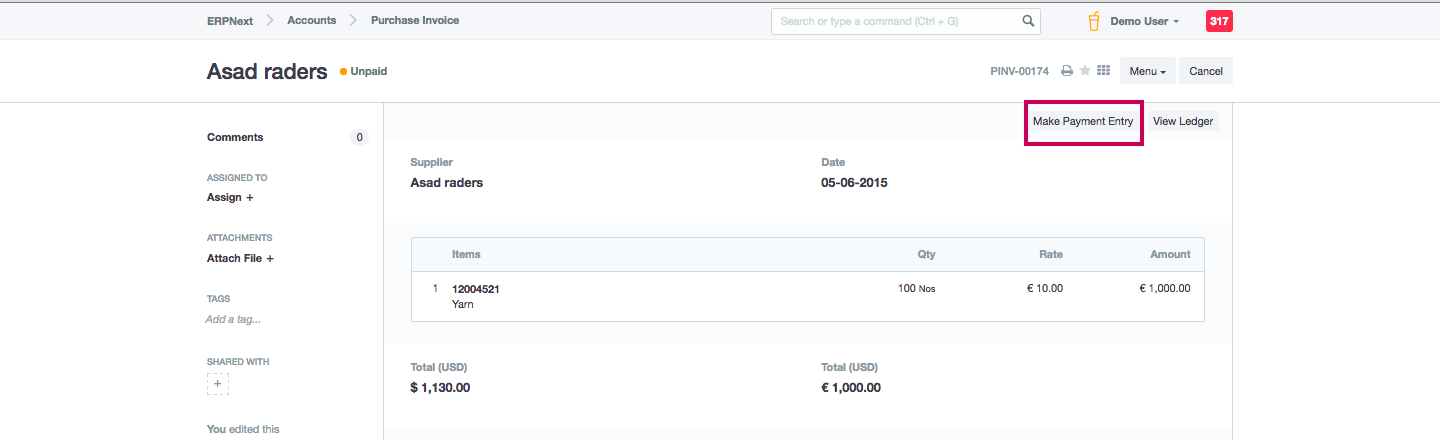 ERPNext Accounts Purchase Invoice Search or type a command (Ctrl + G) Demo User 317
Asad raders Unpaid PINV-00174 Menu Cancel
Make Payment Entry View Ledger
Comments 0
ASSIGNED TO
Assign +
ATTACHMENTS
Attach File +
TAGS
Add a tag...
SHARED WITH
+
You edited this
Supplier Date
Asad raders 05-06-2015
Items Qty Rate Amount
1 12004521 100 Nos € 10.00 € 1,000.00
Yarn
Total (USD) Total (USD)
$ 1,130.00 € 1,000.00